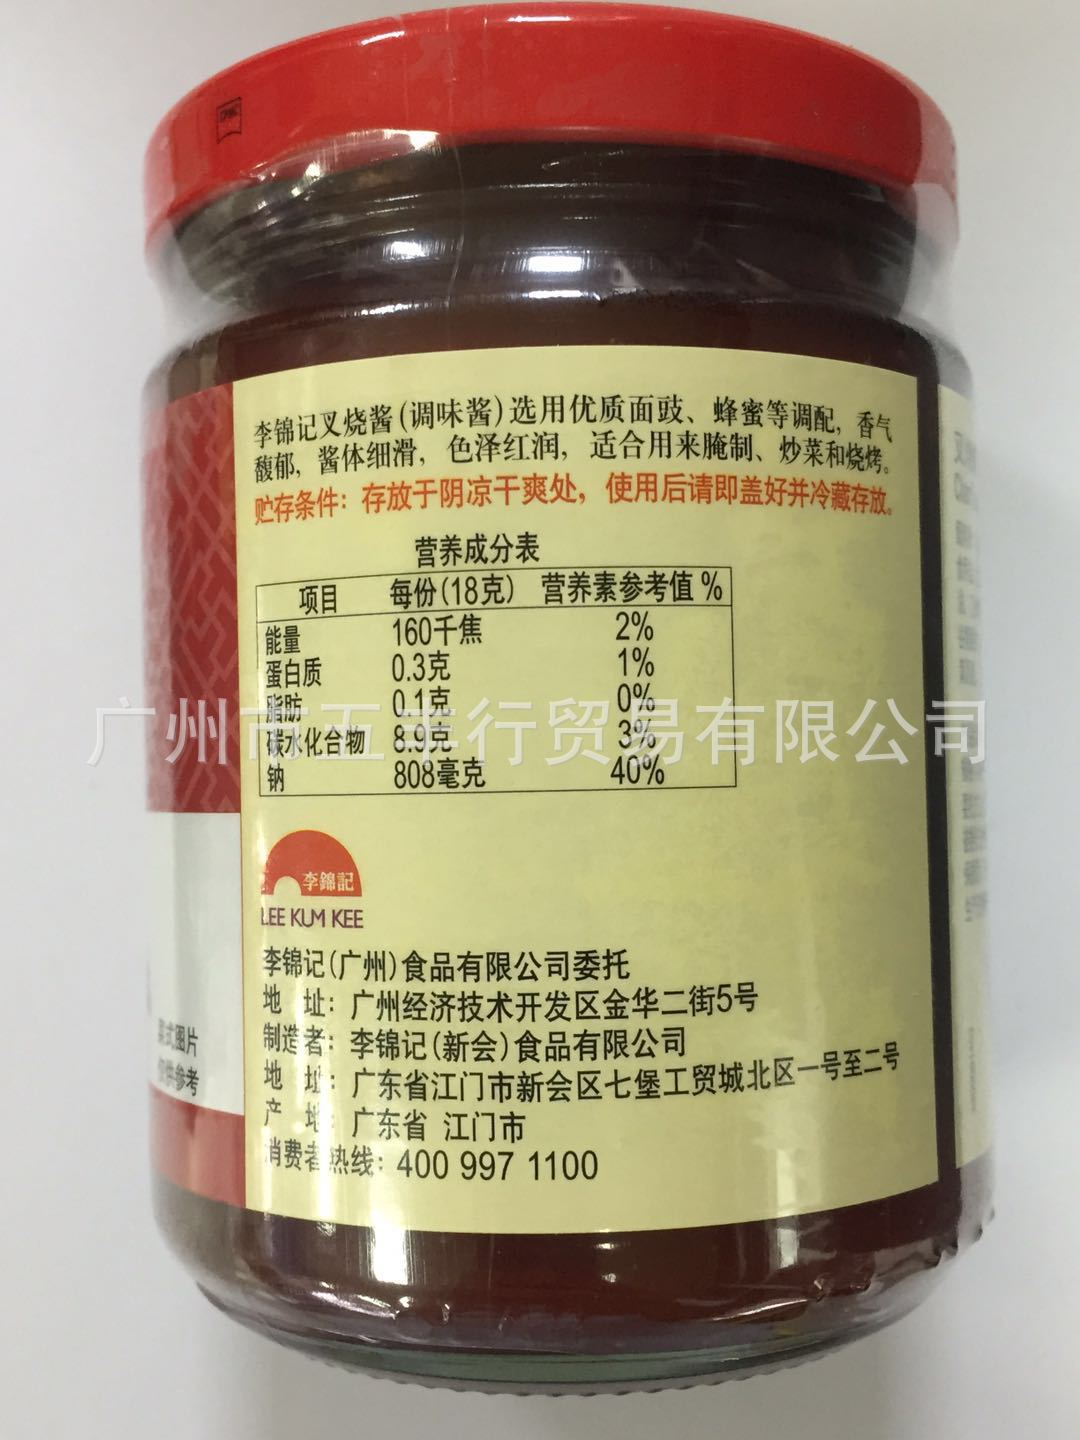 李锦记叉烧酱(调味酱)选用优质面豉、蜂蜜等调配,香气
馥郁,酱体细滑,色泽红润,适合用来腌制、炒菜和烧烤。
贮存条件:存放于阴凉干爽处,使用后请即盖好并冷藏存放。
营养成分表
项目 每份(18克) 营养素参考值 %
能量 160千焦 2%
蛋白质 0.3克 1%
脂肪 0.1克 0%
碳水化合物 8.9克 3%
钠 808毫克 40%
广州市五丰行贸易有限公司
李錦記
LEE KUM KEE
李锦记(广州)食品有限公司委托
地 址:广州经济技术开发区金华二街5号
制造者:李锦记(新会)食品有限公司
地 址:广东省江门市新会区七堡工贸城北区一号至二号
产 地:广东省 江门市
消费者热线:400 997 1100
图片
仅供参考